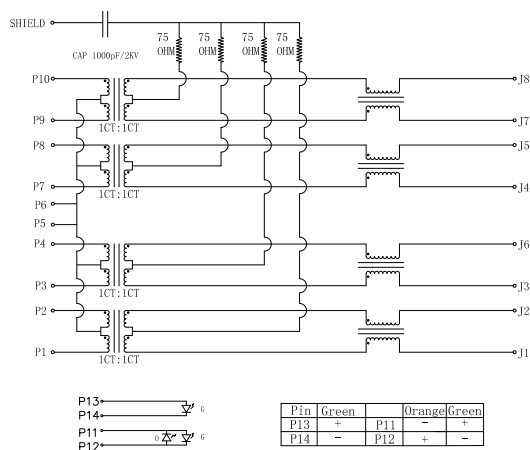 SHIELD
CAP 1000pF/2KV
75 OHM
75 OHM
75 OHM
75 OHM
P10
J8
P9
J7
1CT:1CT
P8
J5
P7
J4
1CT:1CT
P6
P5
P4
J6
P3
J3
1CT:1CT
P2
J2
P1
J1
1CT:1CT
P13
P14
G
P11
P12
O
G
Pin Green Orange Green
P13 + P11 - +
P14 - P12 + -